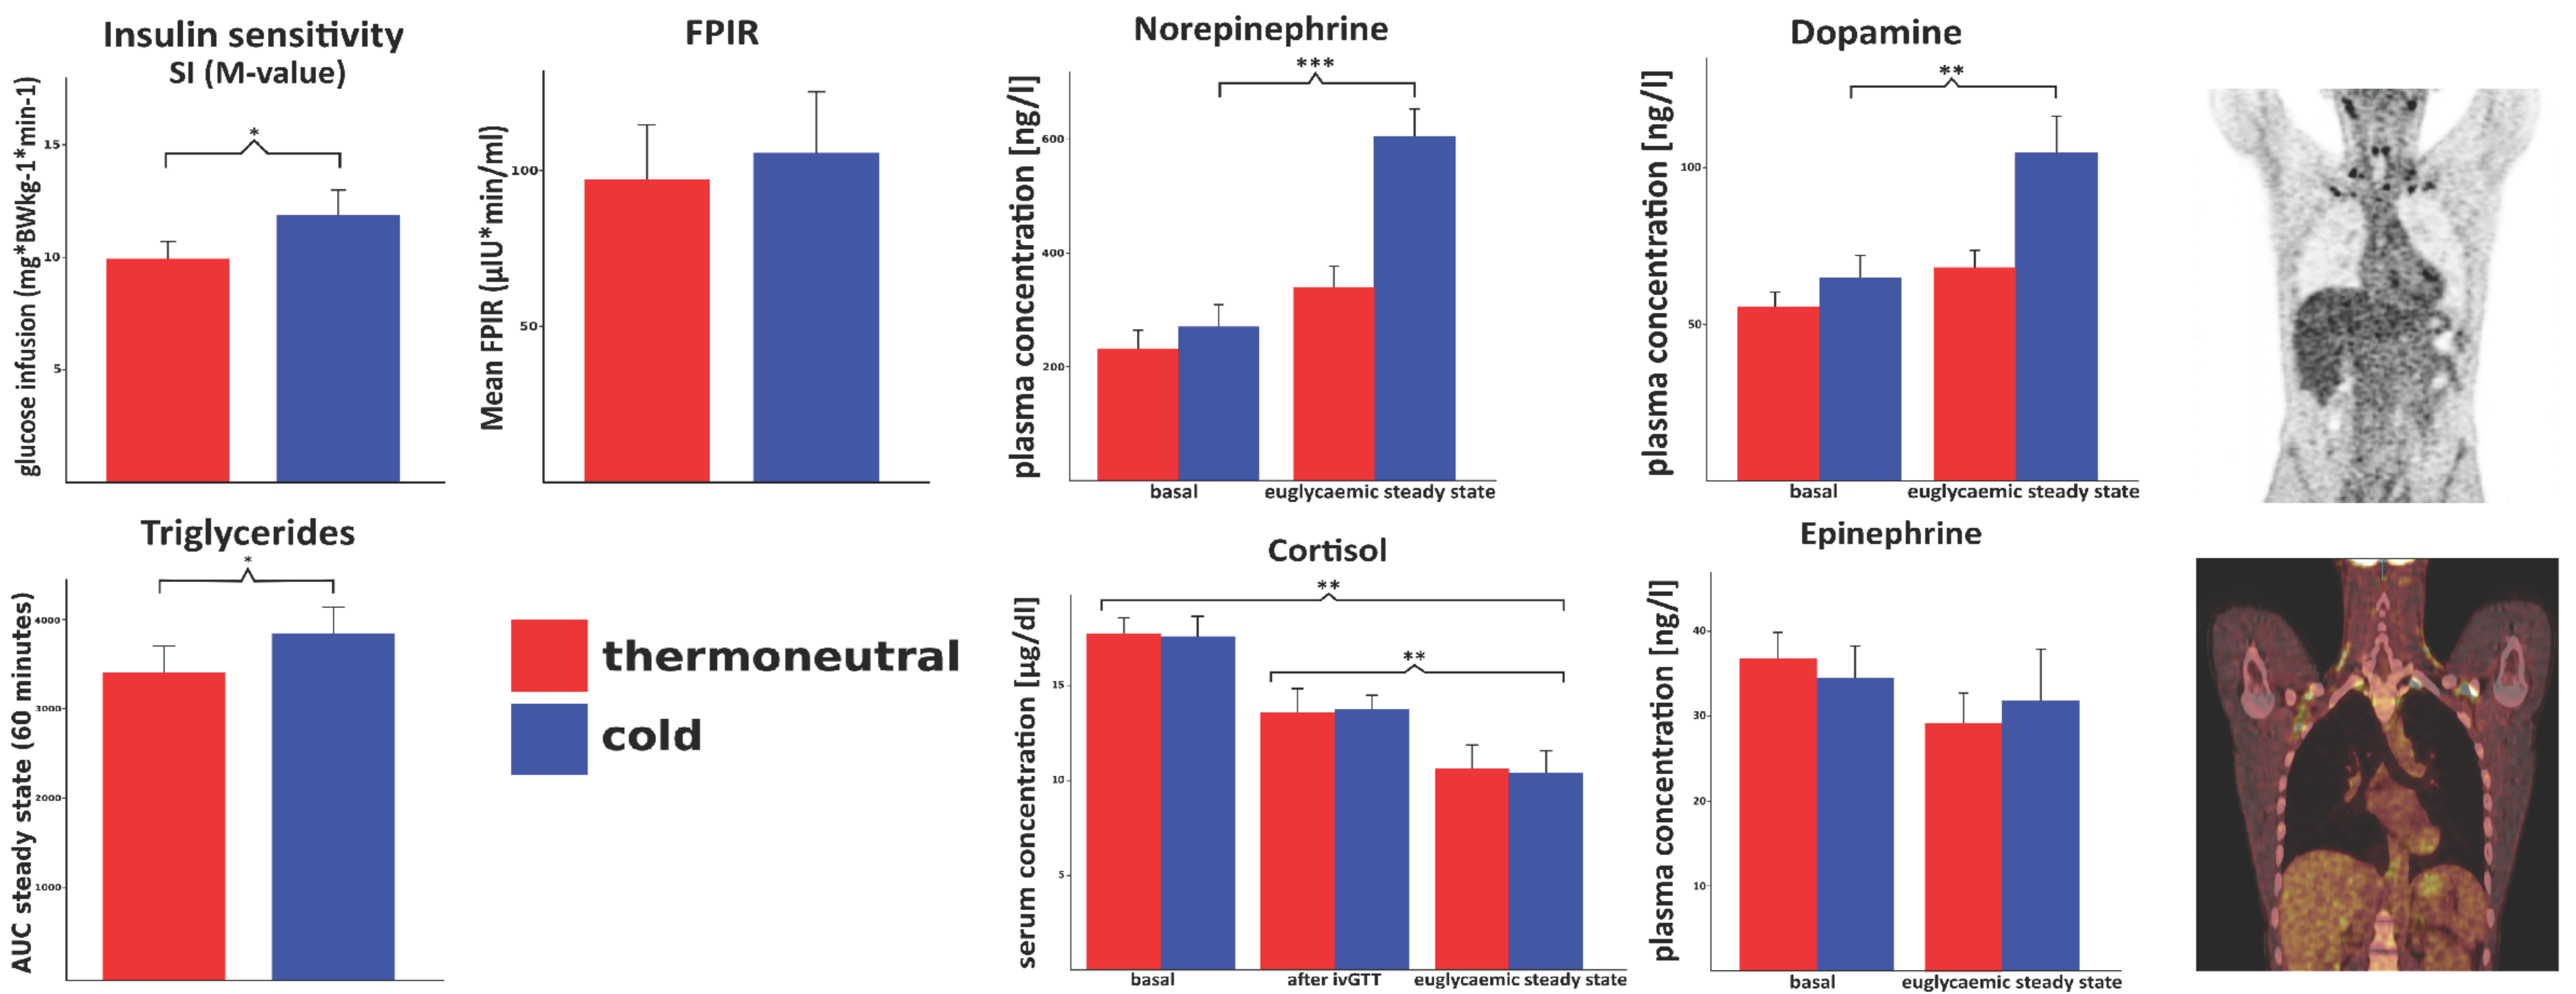 Insulin sensitivity
SI (M-value)
glucose infusion (mg*BWkg-1*min-1)
15
10
5
*
FPIR
Mean FPIR (µIU*min/ml)
100
50
Norepinephrine
plasma concentration [ng/l]
600
400
200
***
basal
euglycaemic steady state
Dopamine
plasma concentration [ng/l]
100
50
**
basal
euglycaemic steady state
Triglycerides
AUC steady state (60 minutes)
4000
3000
2000
1000
*
thermoneutral
cold
Cortisol
serum concentration [µg/dl]
15
10
5
**
**
basal
after ivGTT
euglycaemic steady state
Epinephrine
plasma concentration [ng/l]
40
30
20
10
basal
euglycaemic steady state